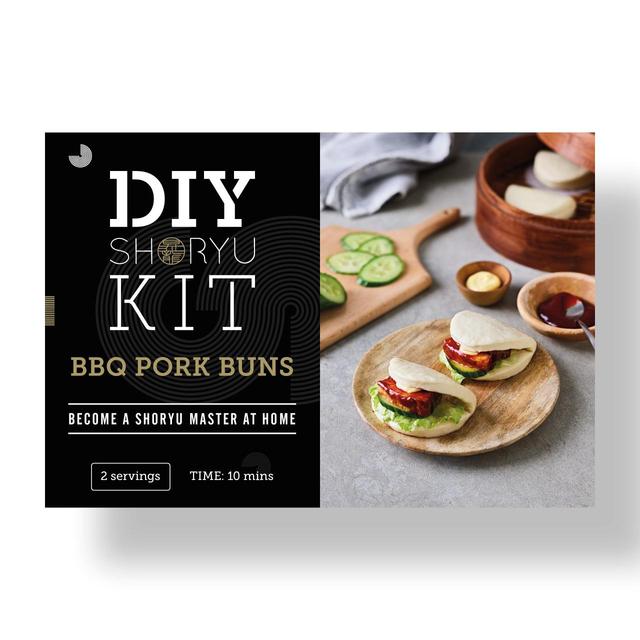 DIY
SHORYU
KIT
BBQ PORK BUNS
BECOME A SHORYU MASTER AT HOME
2 servings
TIME: 10 mins